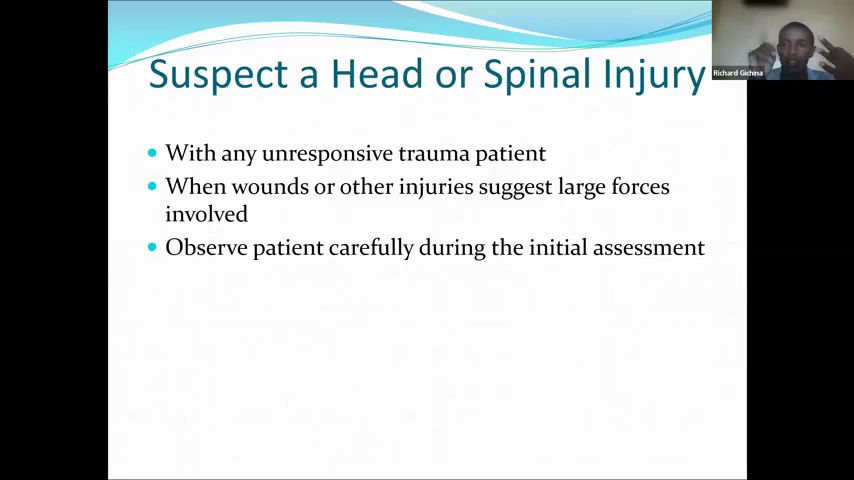 Suspect a Head or Spinal Injury
Richard Gichina
With any unresponsive trauma patient
When wounds or other injuries suggest large forces
involved
Observe patient carefully during the initial assessment